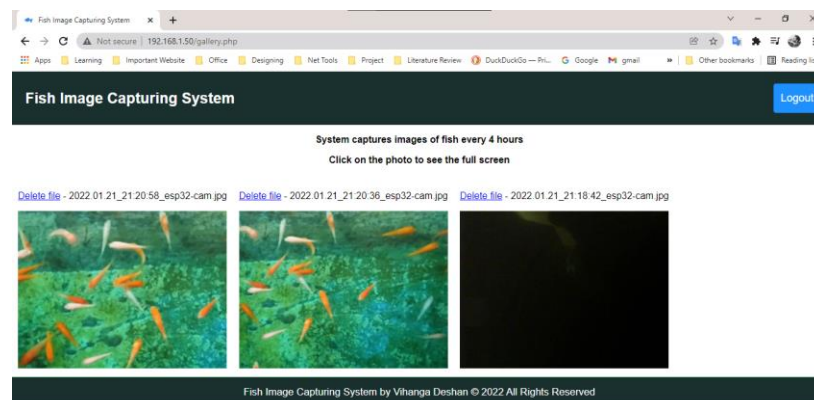 Fish Image Capturing System
Not secure | 192.168.1.50/gallery.php
Apps Learning Important Website Office Designing Net Tools Project Literature Review DuckDuckGo — Pri... Google gmail Other bookmarks Reading lis
Fish Image Capturing System
Logout
System captures images of fish every 4 hours
Click on the photo to see the full screen
Delete file - 2022.01.21_21:20:58_esp32-cam.jpg Delete file - 2022.01.21_21:20:36_esp32-cam.jpg Delete file - 2022.01.21_21:18:42_esp32-cam.jpg
Fish Image Capturing System by Vihanga Deshan © 2022 All Rights Reserved